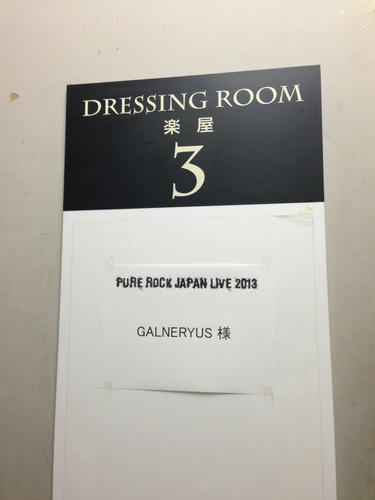 DRESSING ROOM
楽屋
3
PURE ROCK JAPAN LIVE 2013
GALNERYUS 様